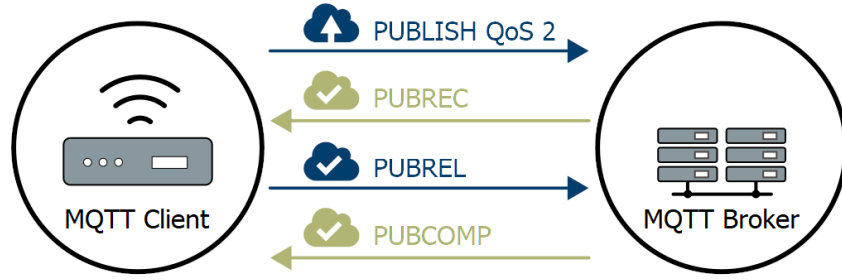 PUBLISH QoS 2
PUBREC
PUBREL
PUBCOMP
MQTT Client
MQTT Broker